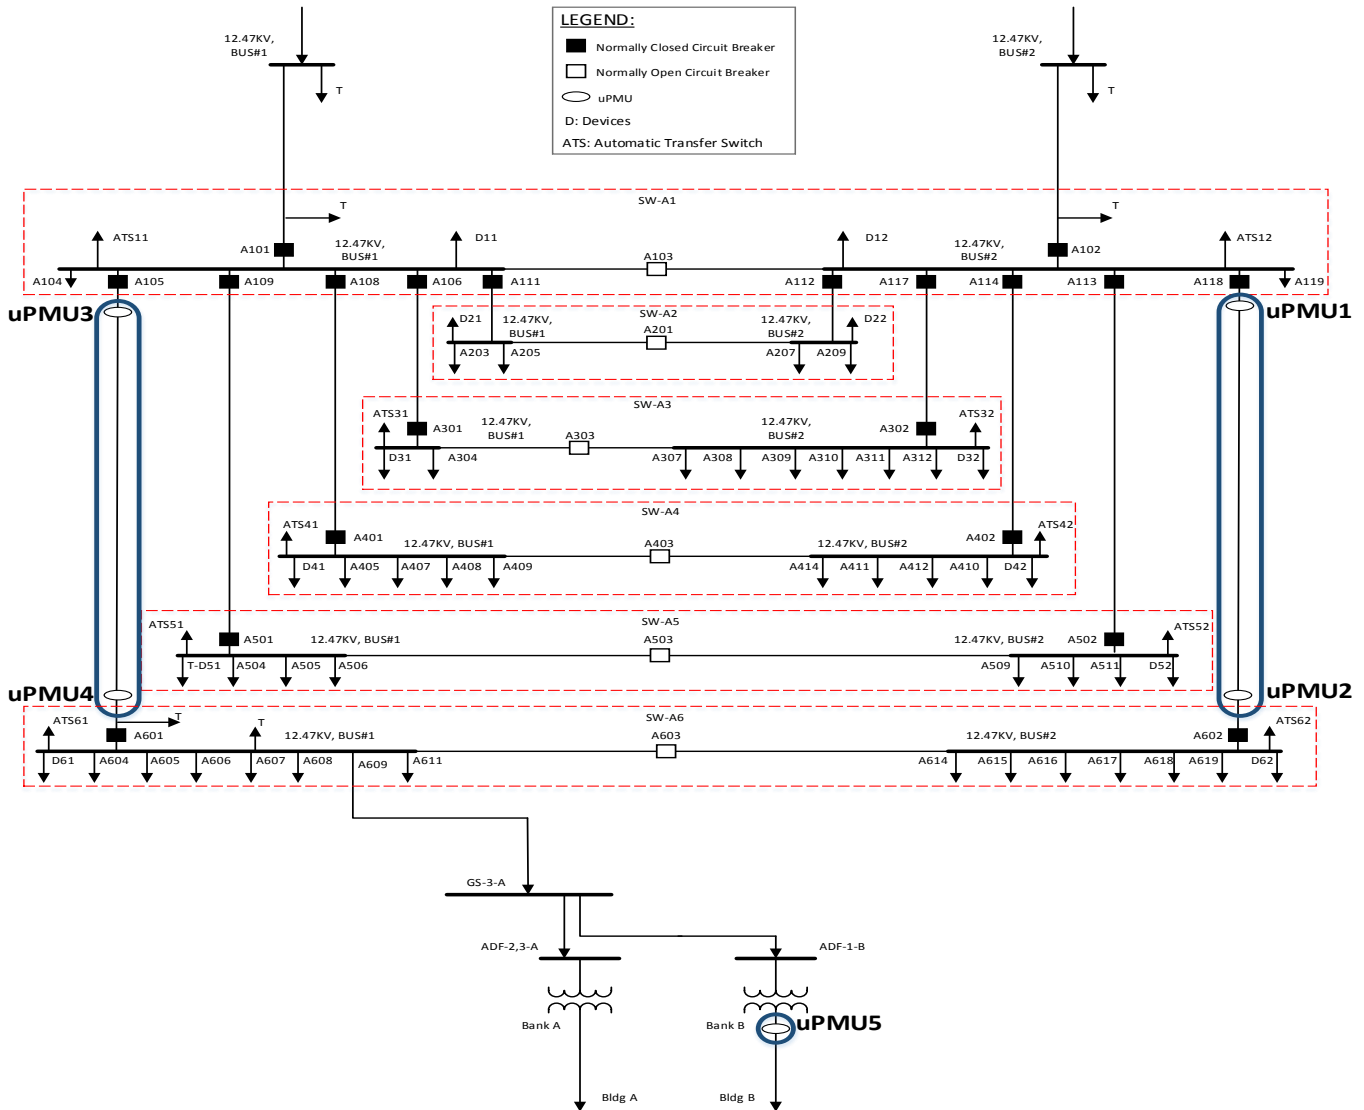 LEGEND:
Normally Closed Circuit Breaker
Normally Open Circuit Breaker
uPMU
D: Devices
ATS: Automatic Transfer Switch
12.47KV,
BUS#1
T
12.47KV,
BUS#2
T
SW-A1
T
T
ATS11
A101
12.47KV,
BUS#1
D11
A103
D12
12.47KV,
BUS#2
A102
ATS12
A104
A105
A109
A108
A106
A111
A112
A117
A114
A113
A118
A119
uPMU3
uPMU1
SW-A2
D21
12.47KV,
BUS#1
A201
12.47KV,
BUS#2
D22
A203
A205
A207
A209
SW-A3
ATS31
A301
12.47KV,
BUS#1
A303
12.47KV,
BUS#2
A302
ATS32
D31
A304
A307
A308
A309
A310
A311
A312
D32
SW-A4
ATS41
A401
12.47KV, BUS#1
A403
12.47KV, BUS#2
A402
ATS42
D41
A405
A407
A408
A409
A414
A411
A412
A410
D42
SW-A5
ATS51
A501
12.47KV, BUS#1
A503
12.47KV, BUS#2
A502
ATS52
T-D51
A504
A505
A506
A509
A510
A511
D52
uPMU4
uPMU2
SW-A6
ATS61
T
A601
T
12.47KV, BUS#1
A603
12.47KV, BUS#2
A602
ATS62
D61
A604
A605
A606
A607
A608
A609
A611
A614
A615
A616
A617
A618
A619
D62
GS-3-A
ADF-2,3-A
ADF-1-B
Bank A
Bank B
uPMU5
Bldg A
Bldg B